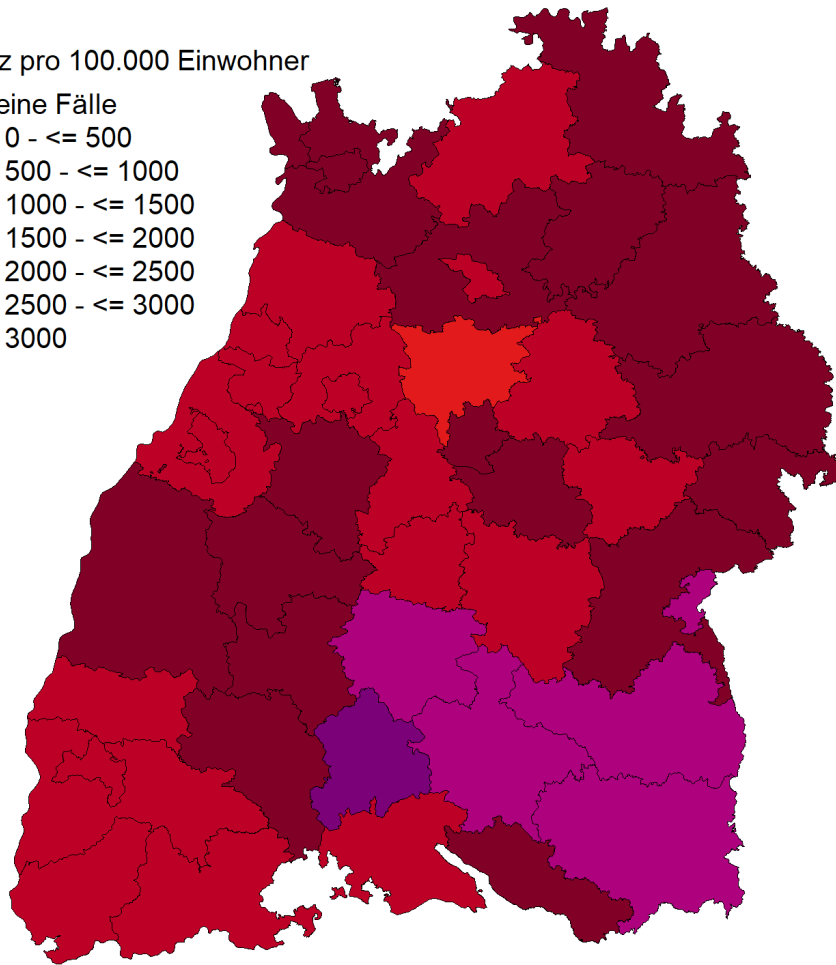 z pro 100.000 Einwohner
eine Fälle
0 - <= 500
500 - <= 1000
1000 - <= 1500
1500 - <= 2000
2000 - <= 2500
2500 - <= 3000
3000